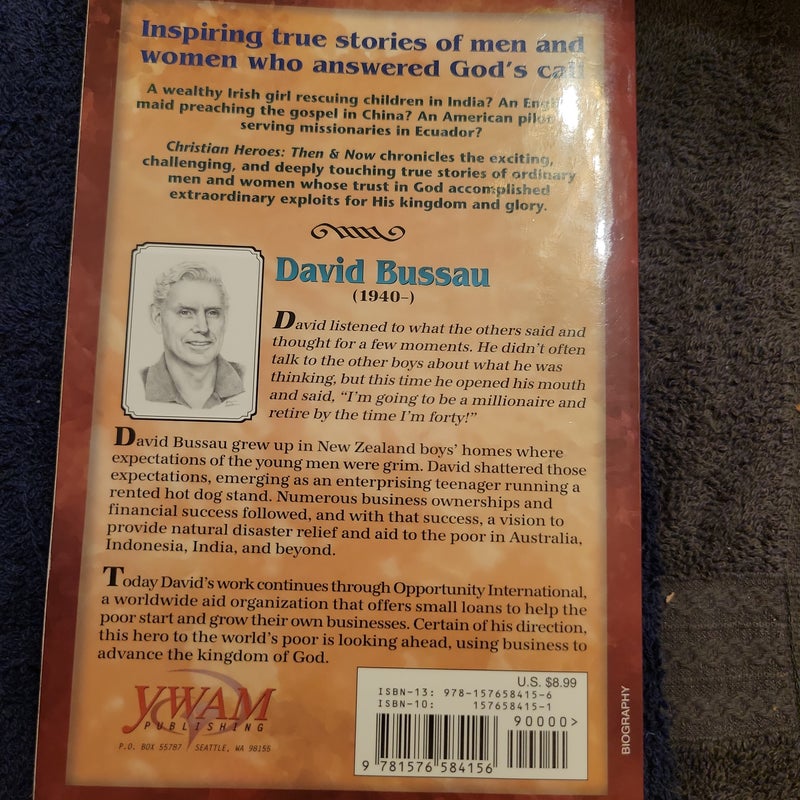 Inspiring true stories of men and
women who answered God's call
A wealthy Irish girl rescuing children in India? An
maid preaching the gospel in China? An American pilot
serving missionaries in Ecuador?
Christian Heroes: Then & Now chronicles the exciting,
challenging, and deeply touching true stories of ordinary
men and women whose trust in God accomplished
extraordinary exploits for His kingdom and glory.
David Bussau
(1940–)
David listened to what the others said and
thought for a few moments. He didn't often
talk to the other boys about what he was
thinking, but this time he opened his mouth
and said, "I'm going to be a millionaire and
retire by the time I'm forty!"
David Bussau grew up in New Zealand boys' homes where
expectations of the young men were grim. David shattered those
expectations, emerging as an enterprising teenager running a
rented hot dog stand. Numerous business ownerships and
financial success followed, and with that success, a vision to
provide natural disaster relief and aid to the poor in Australia,
Indonesia, India, and beyond.
Today David's work continues through Opportunity International,
a worldwide aid organization that offers small loans to help the
poor start and grow their own businesses. Certain of his direction,
this hero to the world's poor is looking ahead, using business to
advance the kingdom of God.
YWAM
PUBLISHING
P.O. BOX 55787 SEATTLE, WA 98155
U.S. $8.99
ISBN-13: 978-157658415-6
ISBN-10: 157658415-1
90000>
9 781576 584156
BIOGRAPHY